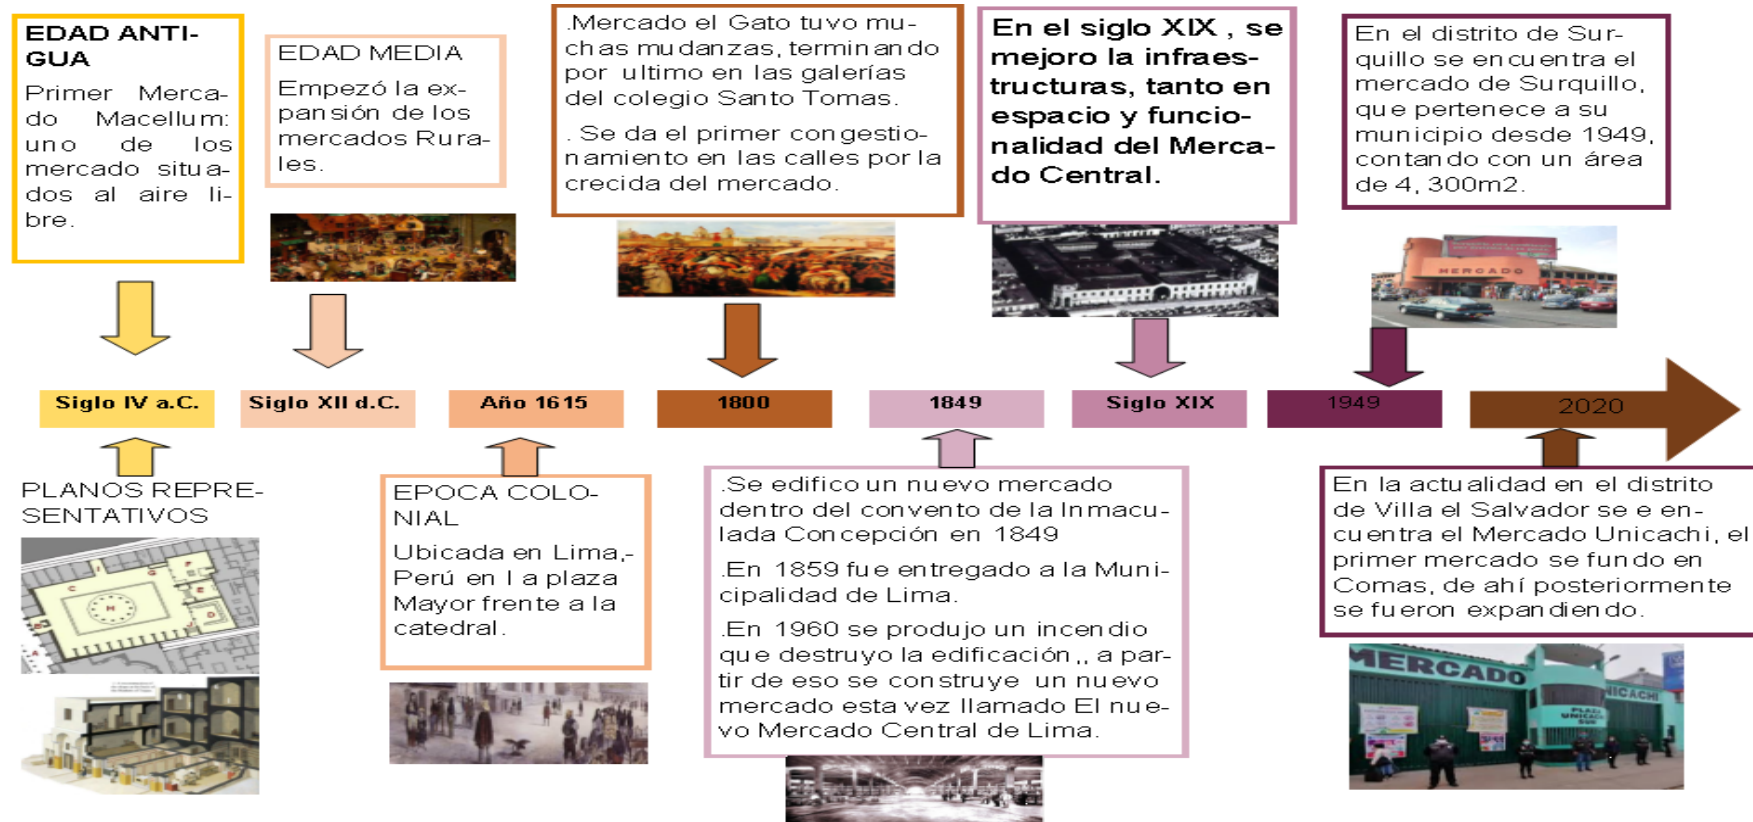 EDAD ANTI-
GUA
Primer Merca-
do Macellum:
uno de los
mercado situa-
dos al aire li-
bre.
EDAD MEDIA
Empezó la ex-
pansión de los
mercados Rura-
les.
.Mercado el Gato tuvo mu-
chas mudanzas, terminando
por ultimo en las galerías
del colegio Santo Tomas.
. Se da el primer congestio-
namiento en las calles por la
crecida del mercado.
En el siglo XIX , se
mejoro la infraes-
tructuras, tanto en
espacio y funcio-
nalidad del Merca-
do Central.
En el distrito de Sur-
quillo se encuentra el
mercado de Surquillo,
que pertenece a su
municipio desde 1949,
contando con un área
de 4, 300m2.
MERCADO
Siglo IV a.C.
Siglo XII d.C.
Año 1615
1800
1849
Siglo XIX
1949
2020
PLANOS REPRE-
SENTATIVOS
EPOCA COLO-
NIAL
Ubicada en Lima,-
Perú en l a plaza
Mayor frente a la
catedral.
.Se edifico un nuevo mercado
dentro del convento de la Inmacu-
lada Concepción en 1849
.En 1859 fue entregado a la Muni-
cipalidad de Lima.
.En 1960 se produjo un incendio
que destruyo la edificación,, a par-
tir de eso se construye un nuevo
mercado esta vez llamado El nue-
vo Mercado Central de Lima.
En la actualidad en el distrito
de Villa el Salvador se e en-
cuentra el Mercado Unicachi, el
primer mercado se fundo en
Comas, de ahí posteriormente
se fueron expandiendo.
MERCADO
NICACHI
PLAZA
UNICACHI
SUR